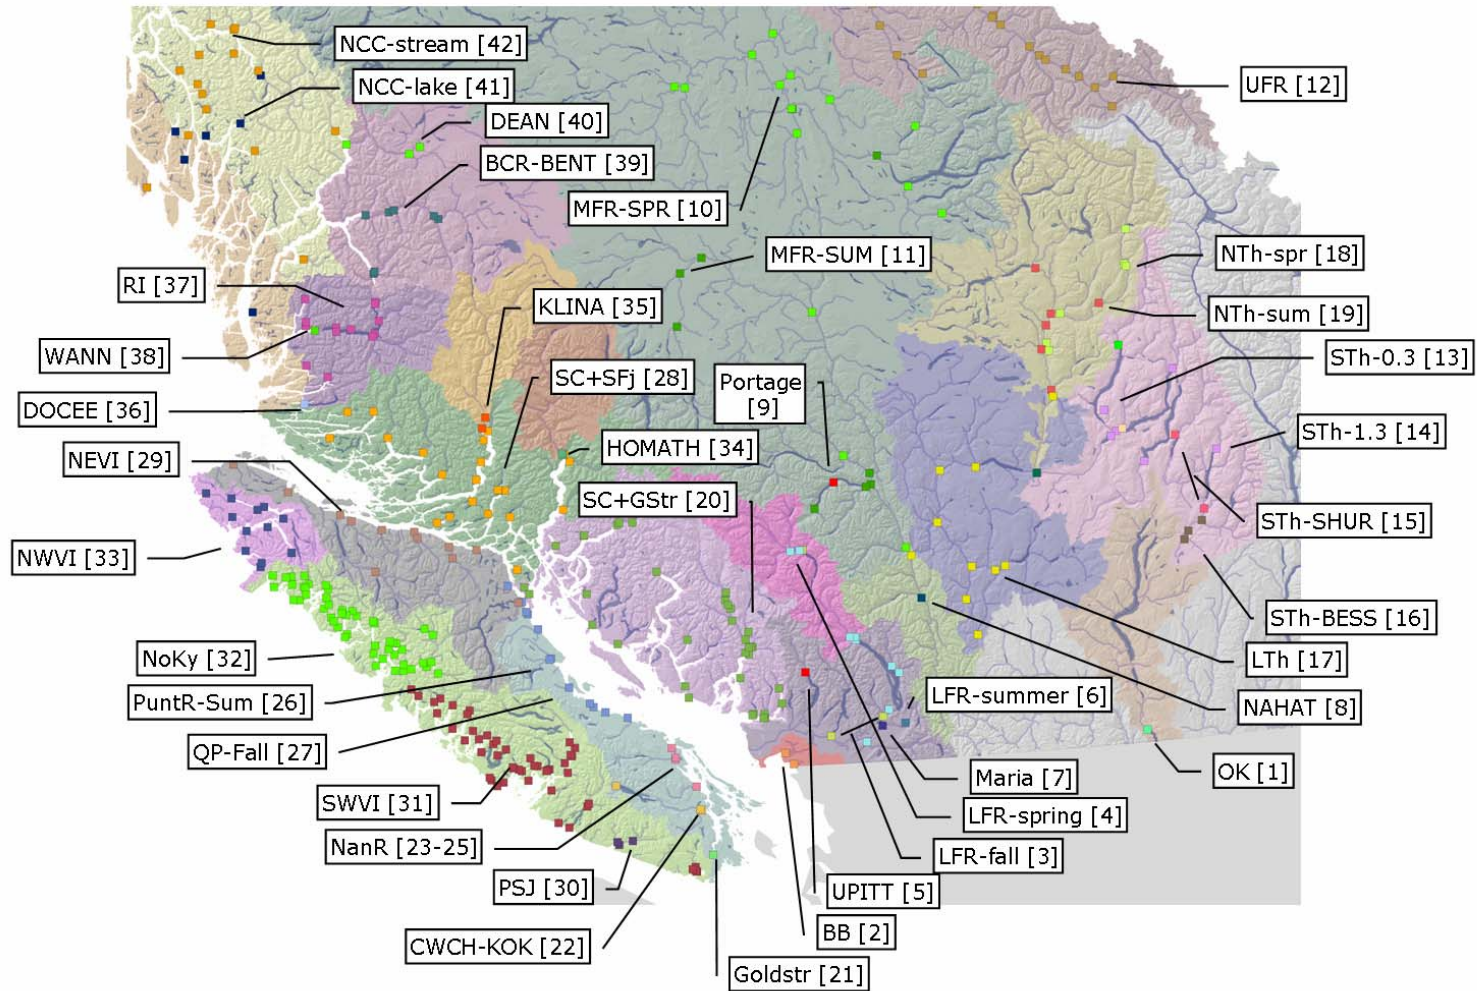 NCC-stream [42]
NCC-lake [41]
UFR [12]
DEAN [40]
BCR-BENT [39]
MFR-SPR [10]
MFR-SUM [11]
NTh-spr [18]
RI [37]
KLINA [35]
NTh-sum [19]
WANN [38]
STh-0.3 [13]
SC+SFj [28]
Portage
[9]
DOCEE [36]
STh-1.3 [14]
NEVI [29]
HOMATH [34]
SC+GStr [20]
STh-SHUR [15]
NWVI [33]
STh-BESS [16]
NoKy [32]
LTh [17]
PuntR-Sum [26]
LFR-summer [6]
NAHAT [8]
QP-Fall [27]
Maria [7]
OK [1]
SWVI [31]
LFR-spring [4]
NanR [23-25]
LFR-fall [3]
PSJ [30]
UPITT [5]
BB [2]
CWCH-KOK [22]
Goldstr [21]